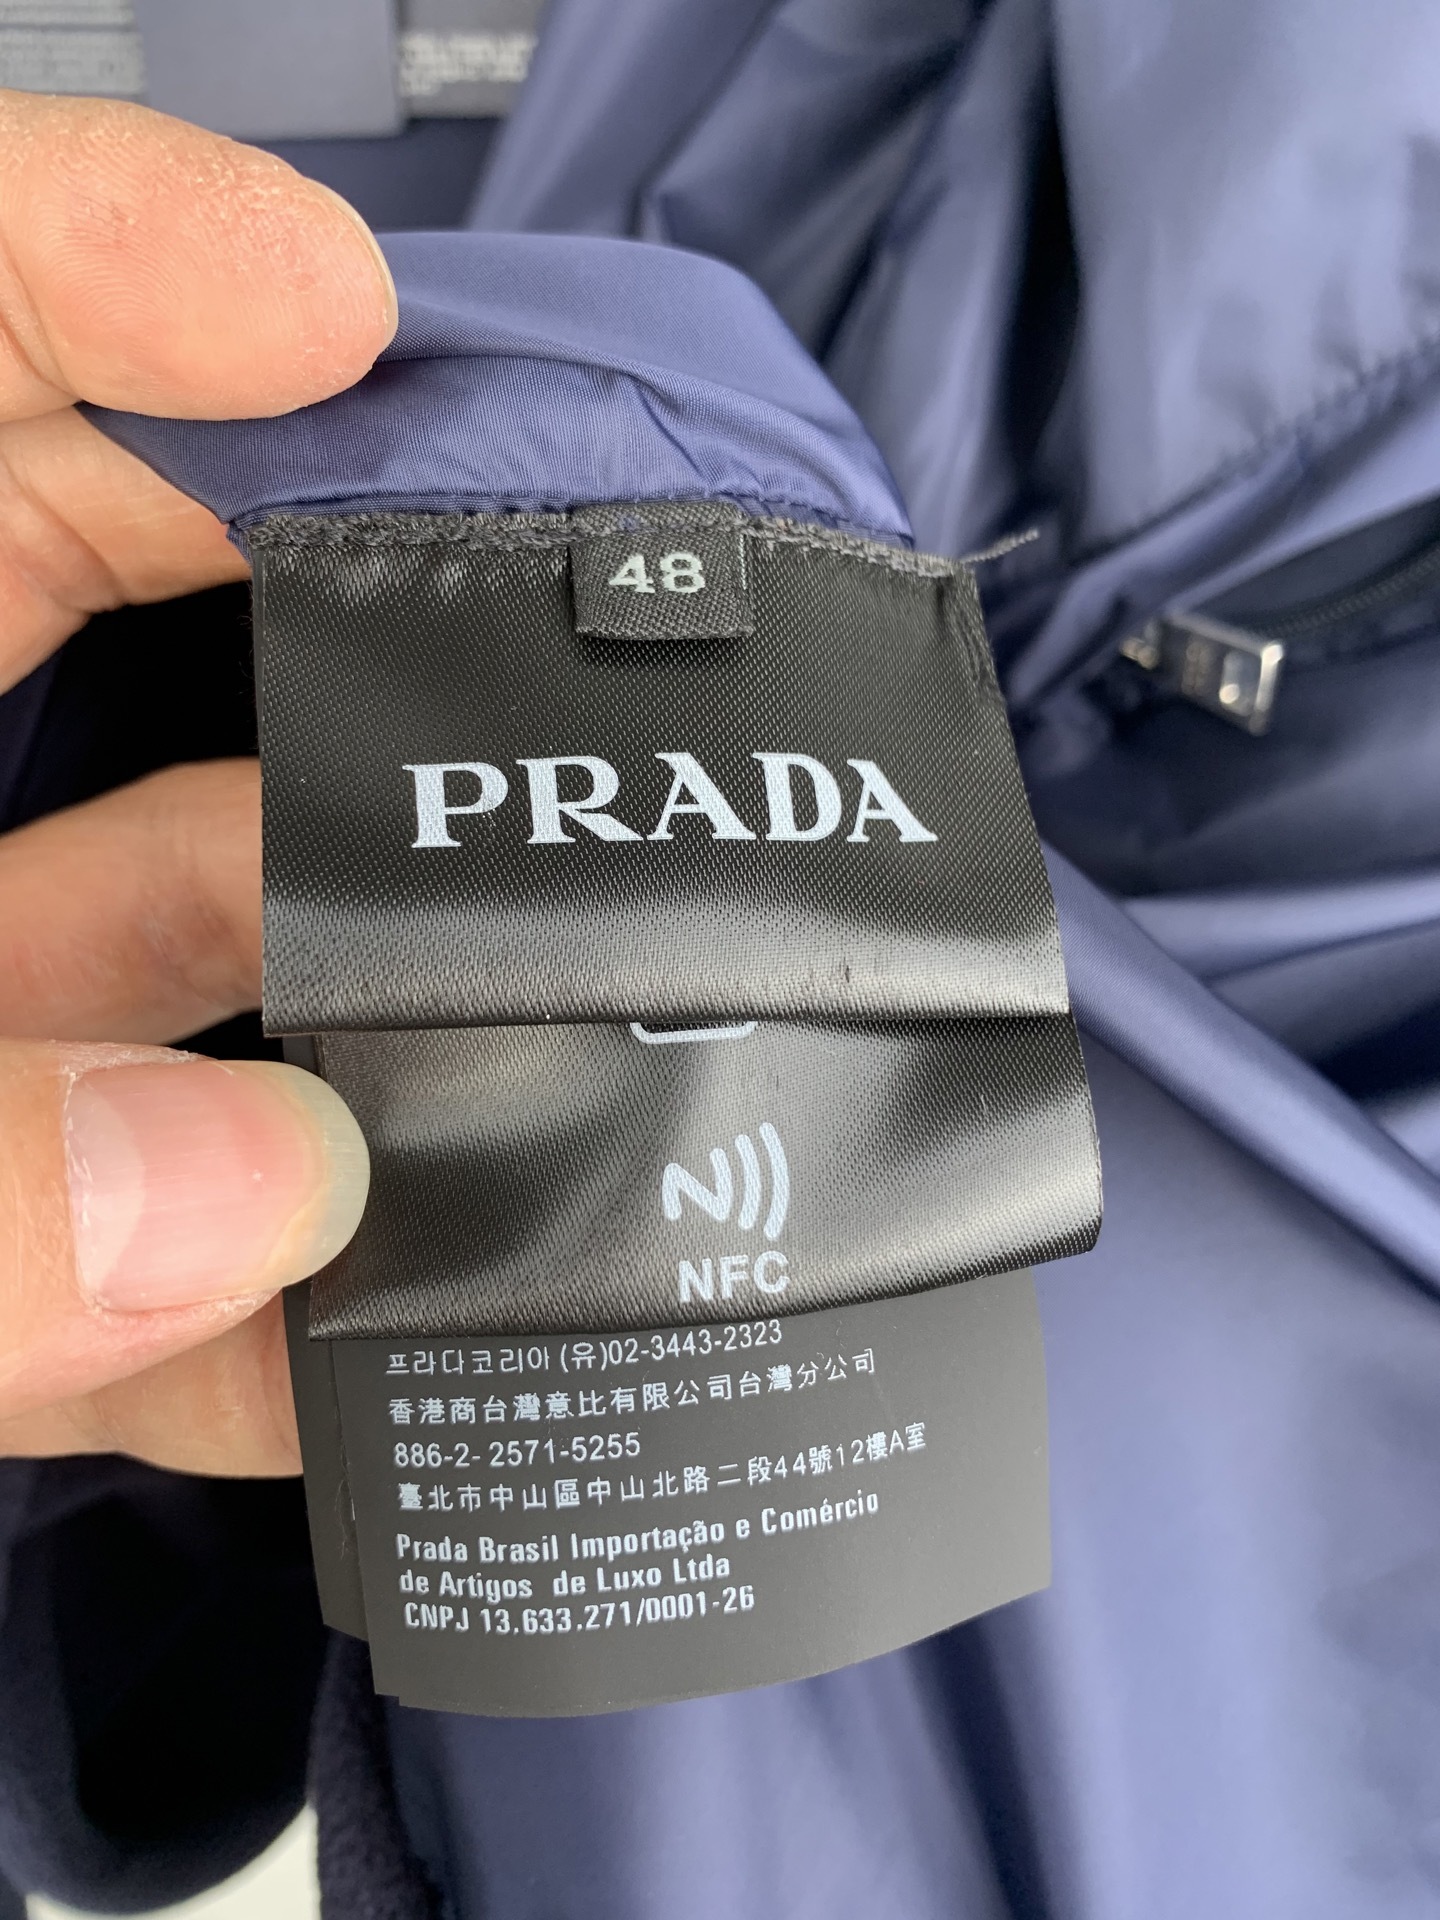 48
PRADA
NFC
프라다코리아 (유)02-3443-2323
香港商台灣意比有限公司台灣分公司
886-2- 2571-5255
臺北市中山區中山北路二段44號12樓A室
Prada Brasil Importação e Comércio
de Artigos de Luxo Ltda
CNPJ 13.633.271/0001-26